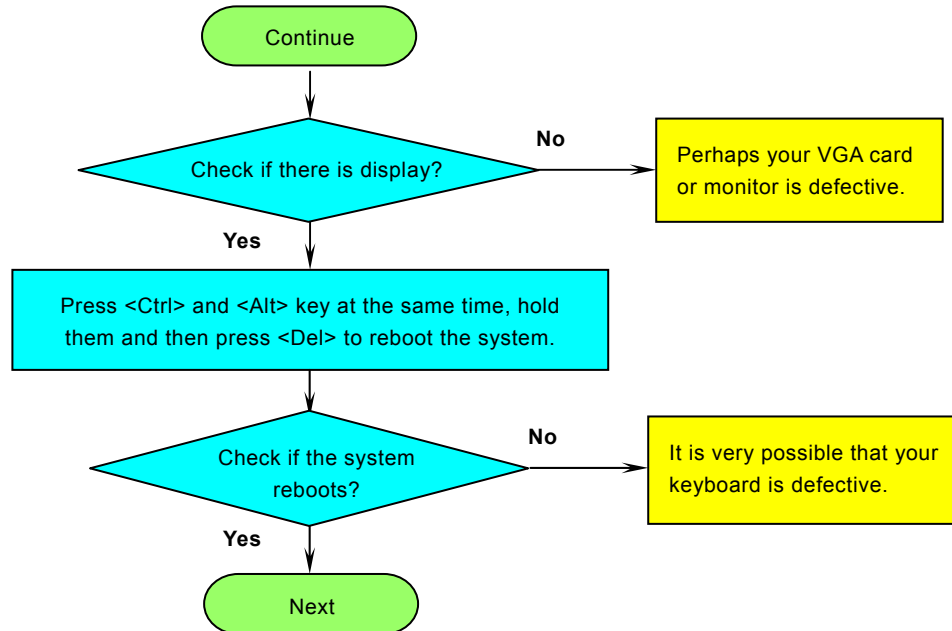 Continue
Check if there is display?
No
Perhaps your VGA card
or monitor is defective.
Yes
Press <Ctrl> and <Alt> key at the same time, hold
them and then press <Del> to reboot the system.
Check if the system
reboots?
No
It is very possible that your
keyboard is defective.
Yes
Next